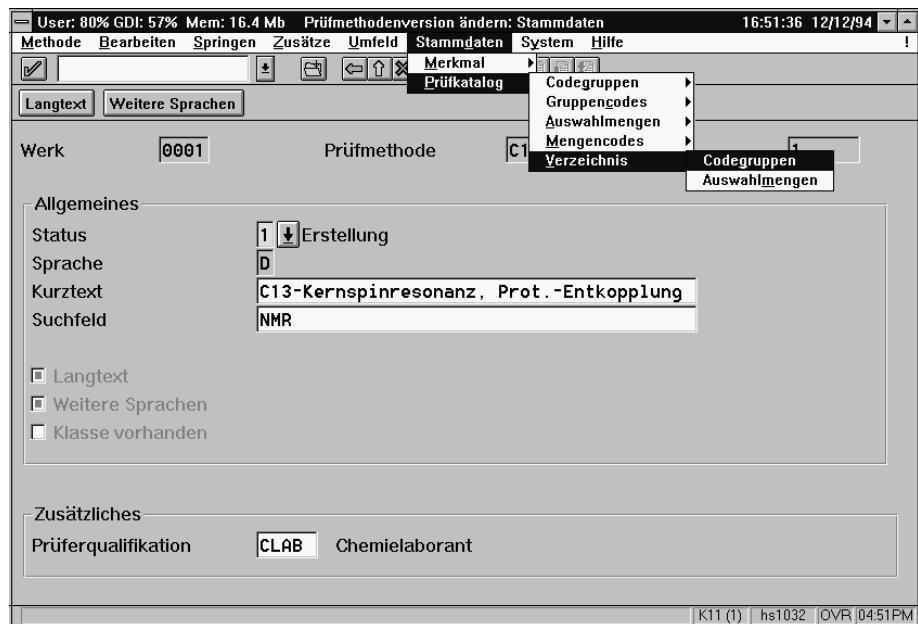 User: 80% GDI: 57% Mem: 16.4 Mb Prüfmethodenversion ändern: Stammdaten 16:51:36 12/12/94
Methode Bearbeiten Springen Zusätze Umfeld Stammdaten System Hilfe !
Merkmal
Prüfkatalog
Codegruppen
Gruppencodes
Auswahlmengen
Mengencodes
Verzeichnis
Codegruppen
Auswahlmengen
Langtext Weitere Sprachen
Werk 0001 Prüfmethode C1
Allgemeines
Status 1 Erstellung
Sprache D
Kurztext C13-Kernspinresonanz, Prot.-Entkopplung
Suchfeld NMR
Langtext
Weitere Sprachen
Klasse vorhanden
Zusätzliches
Prüferqualifikation CLAB Chemielaborant
K11 (1) hs1032 OVR 04:51PM